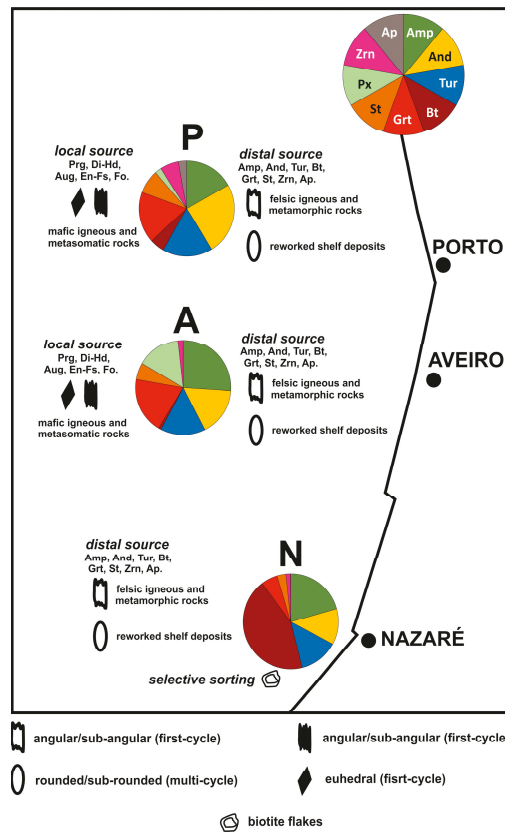 Ap
Amp
Zrn
And
Px
Tur
St
Grt
Bt
P
local source
Prg, Di-Hd,
Aug, En-Fs, Fo.
mafic igneous and
metasomatic rocks
distal source
Amp, And, Tur, Bt,
Grt, St, Zrn, Ap.
felsic igneous and
metamorphic rocks
reworked shelf deposits
PORTO
A
local source
Prg, Di-Hd,
Aug, En-Fs, Fo.
mafic igneous and
metasomatic rocks
distal source
Amp, And, Tur, Bt,
Grt, St, Zrn, Ap.
felsic igneous and
metamorphic rocks
reworked shelf deposits
AVEIRO
distal source
Amp, And, Tur, Bt,
Grt, St, Zrn, Ap.
felsic igneous and
metamorphic rocks
reworked shelf deposits
N
NAZARÉ
selective sorting
angular/sub-angular (first-cycle)
angular/sub-angular (first-cycle
rounded/sub-rounded (multi-cycle)
euhedral (fisrt-cycle)
biotite flakes